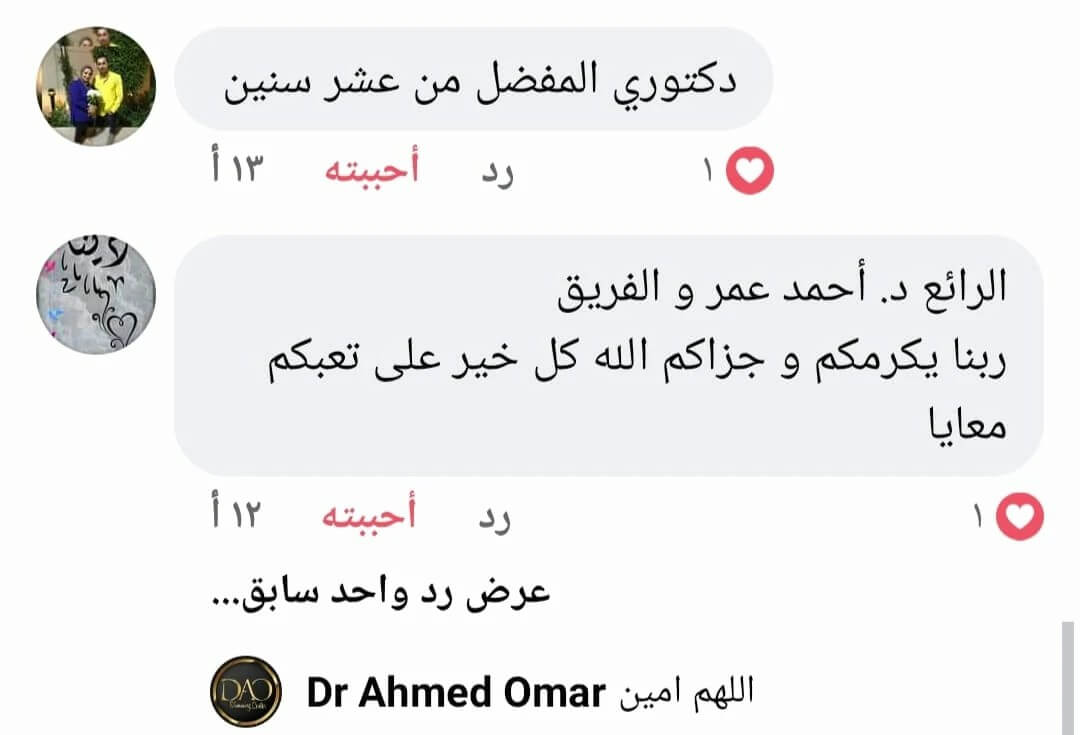 دكتوري المفضل من عشر سنين
١٣ أ أحببته رد ١
الرائع د. أحمد عمر و الفريق
ربنا يكرمكم و جزاكم الله كل خير على تعبكم
معايا
١٢ أ أحببته رد ١
عرض رد واحد سابق...
DAO
Dr Ahmed Omar اللهم امين